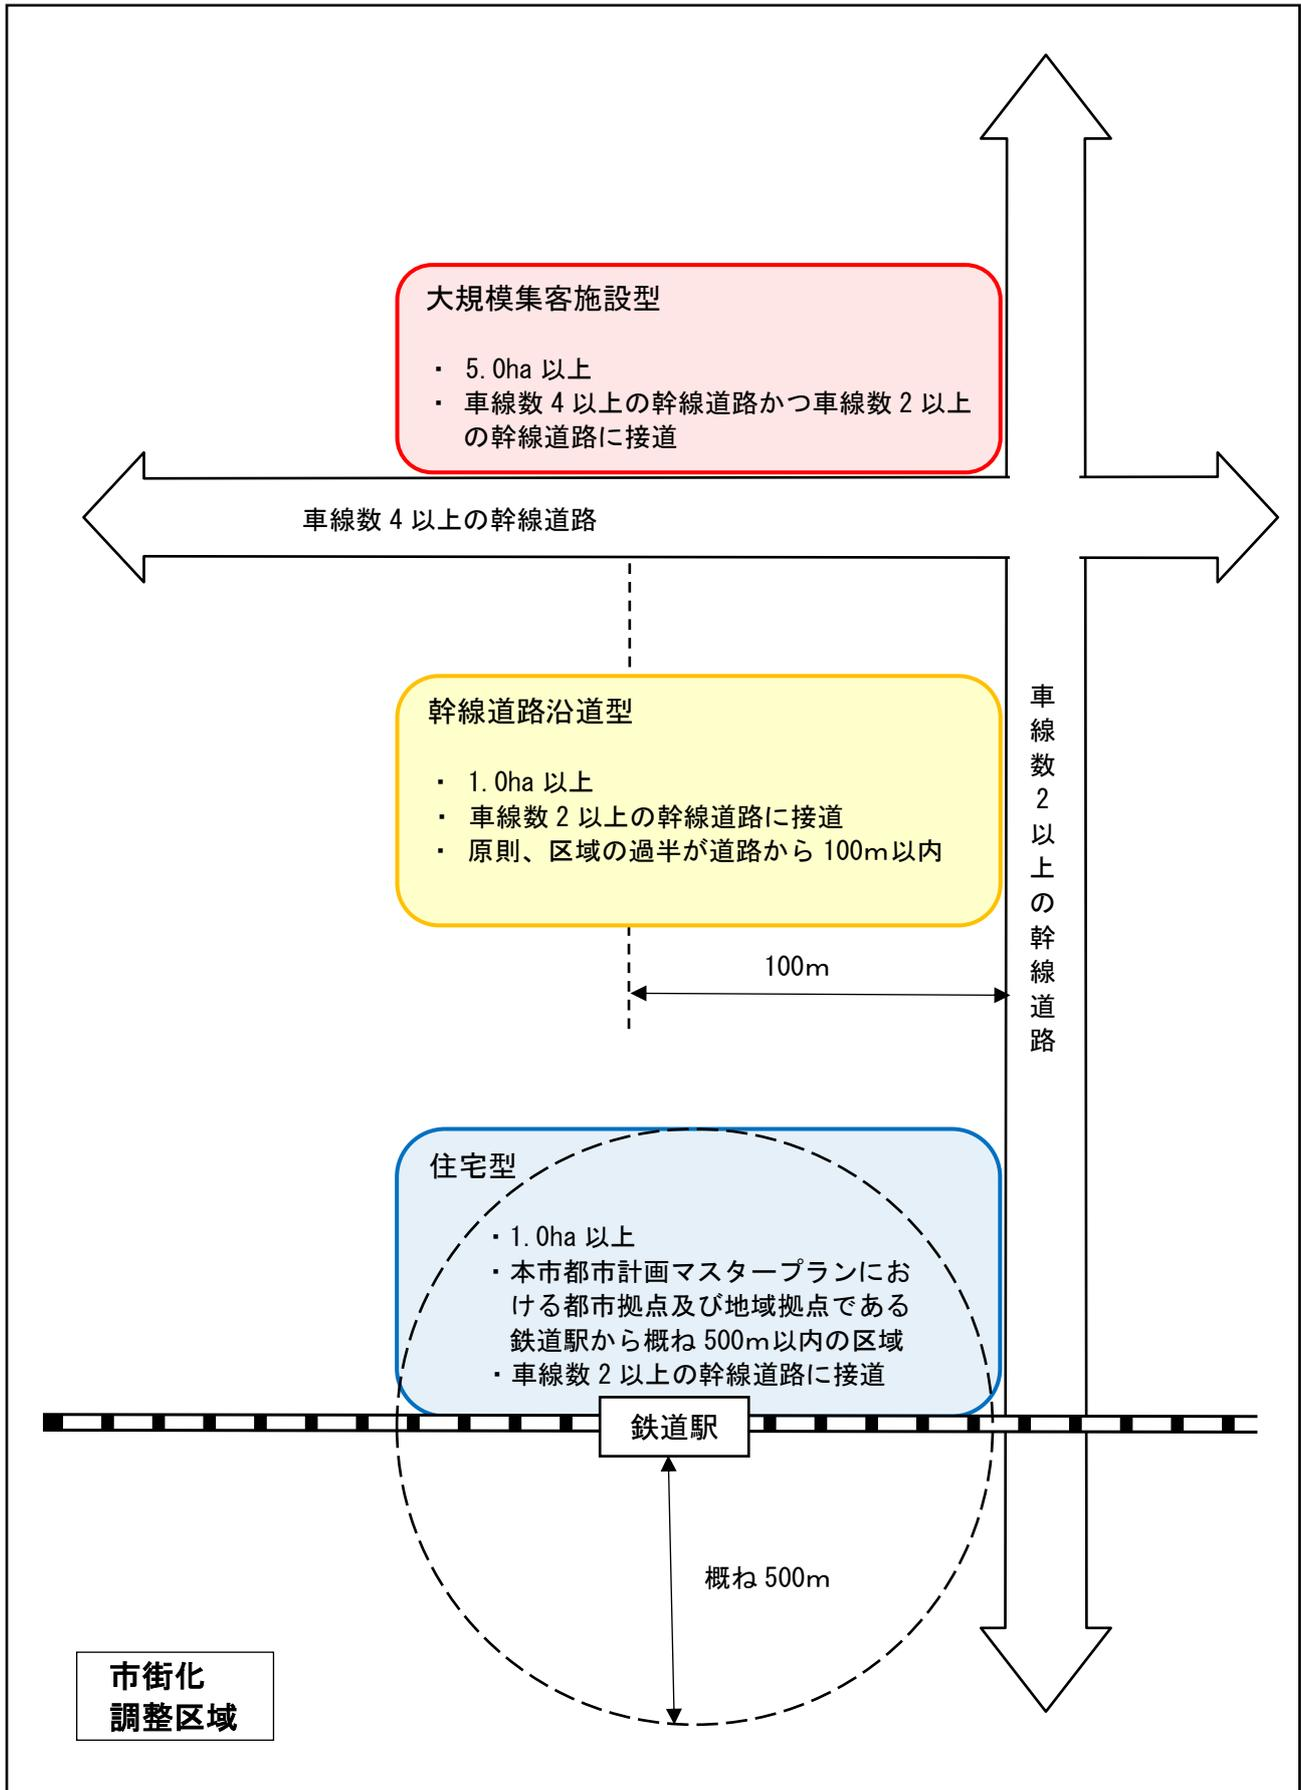 大規模集客施設型
・ 5.0ha 以上
・ 車線数 4 以上の幹線道路かつ車線数 2 以上
の幹線道路に接道
車線数 4 以上の幹線道路
幹線道路沿道型
・ 1.0ha 以上
・ 車線数 2 以上の幹線道路に接道
・ 原則、区域の過半が道路から 100ｍ以内
車線数２以上の幹線道路
100ｍ
住宅型
・1.0ha 以上
・本市都市計画マスタープランにお
ける都市拠点及び地域拠点である
鉄道駅から概ね 500ｍ以内の区域
・車線数 2 以上の幹線道路に接道
鉄道駅
概ね 500ｍ
市街化
調整区域